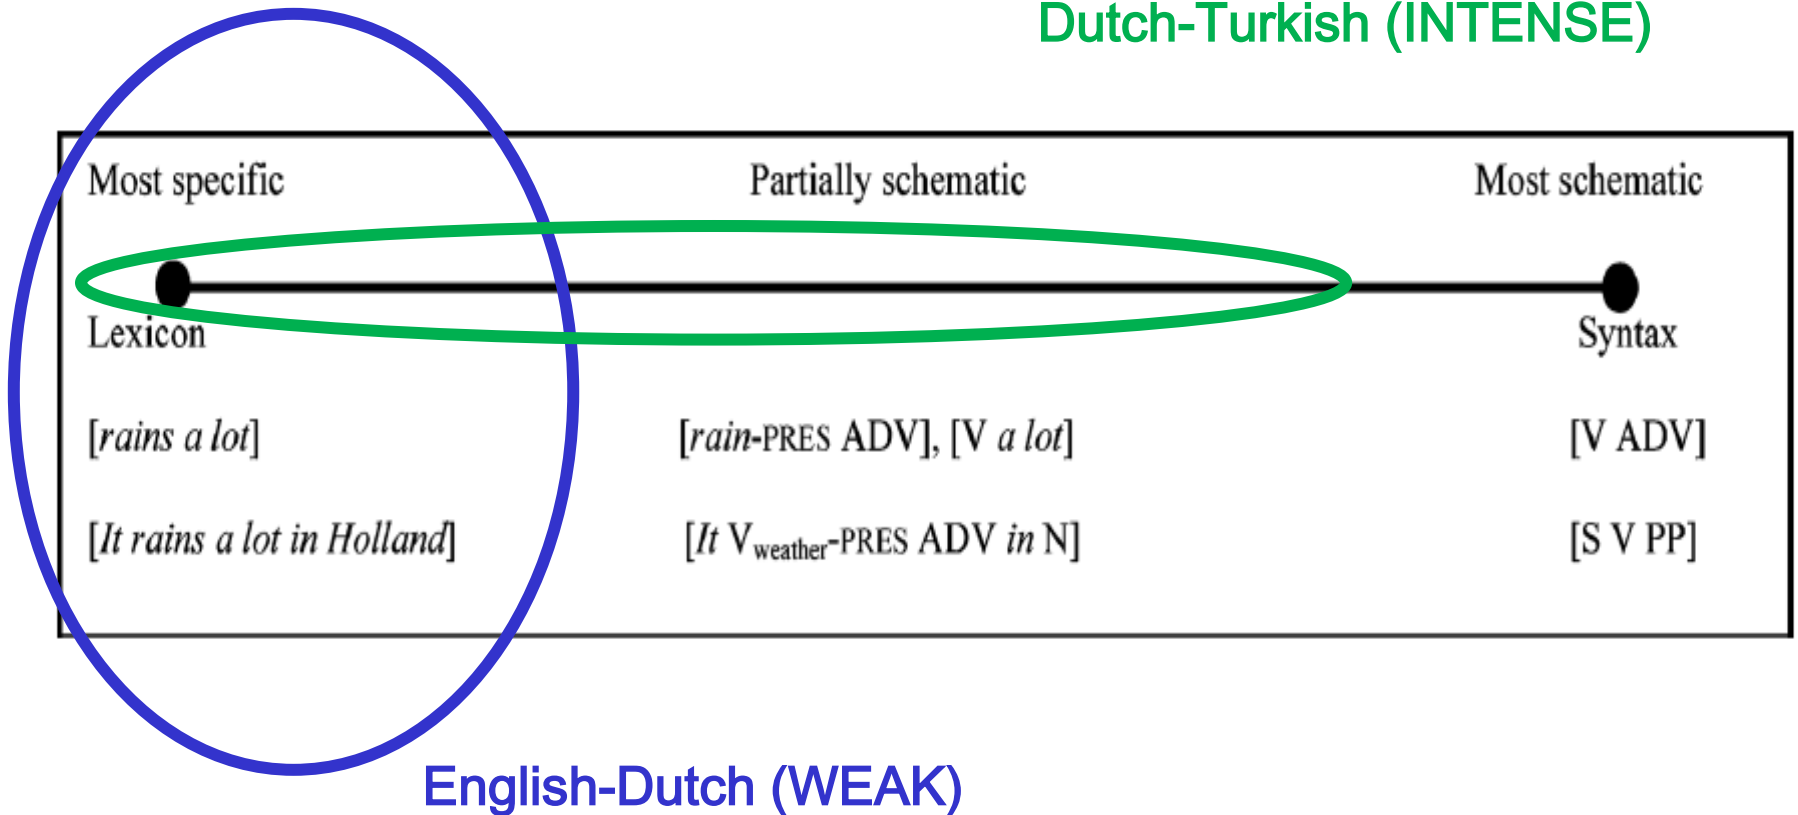 Dutch-Turkish (INTENSE)
Most specific Partially schematic Most schematic
Lexicon Syntax
[rains a lot] [rain-PRES ADV], [V a lot] [V ADV]
[It rains a lot in Holland] [It Vweather-PRES ADV in N] [S V PP]
English-Dutch (WEAK)